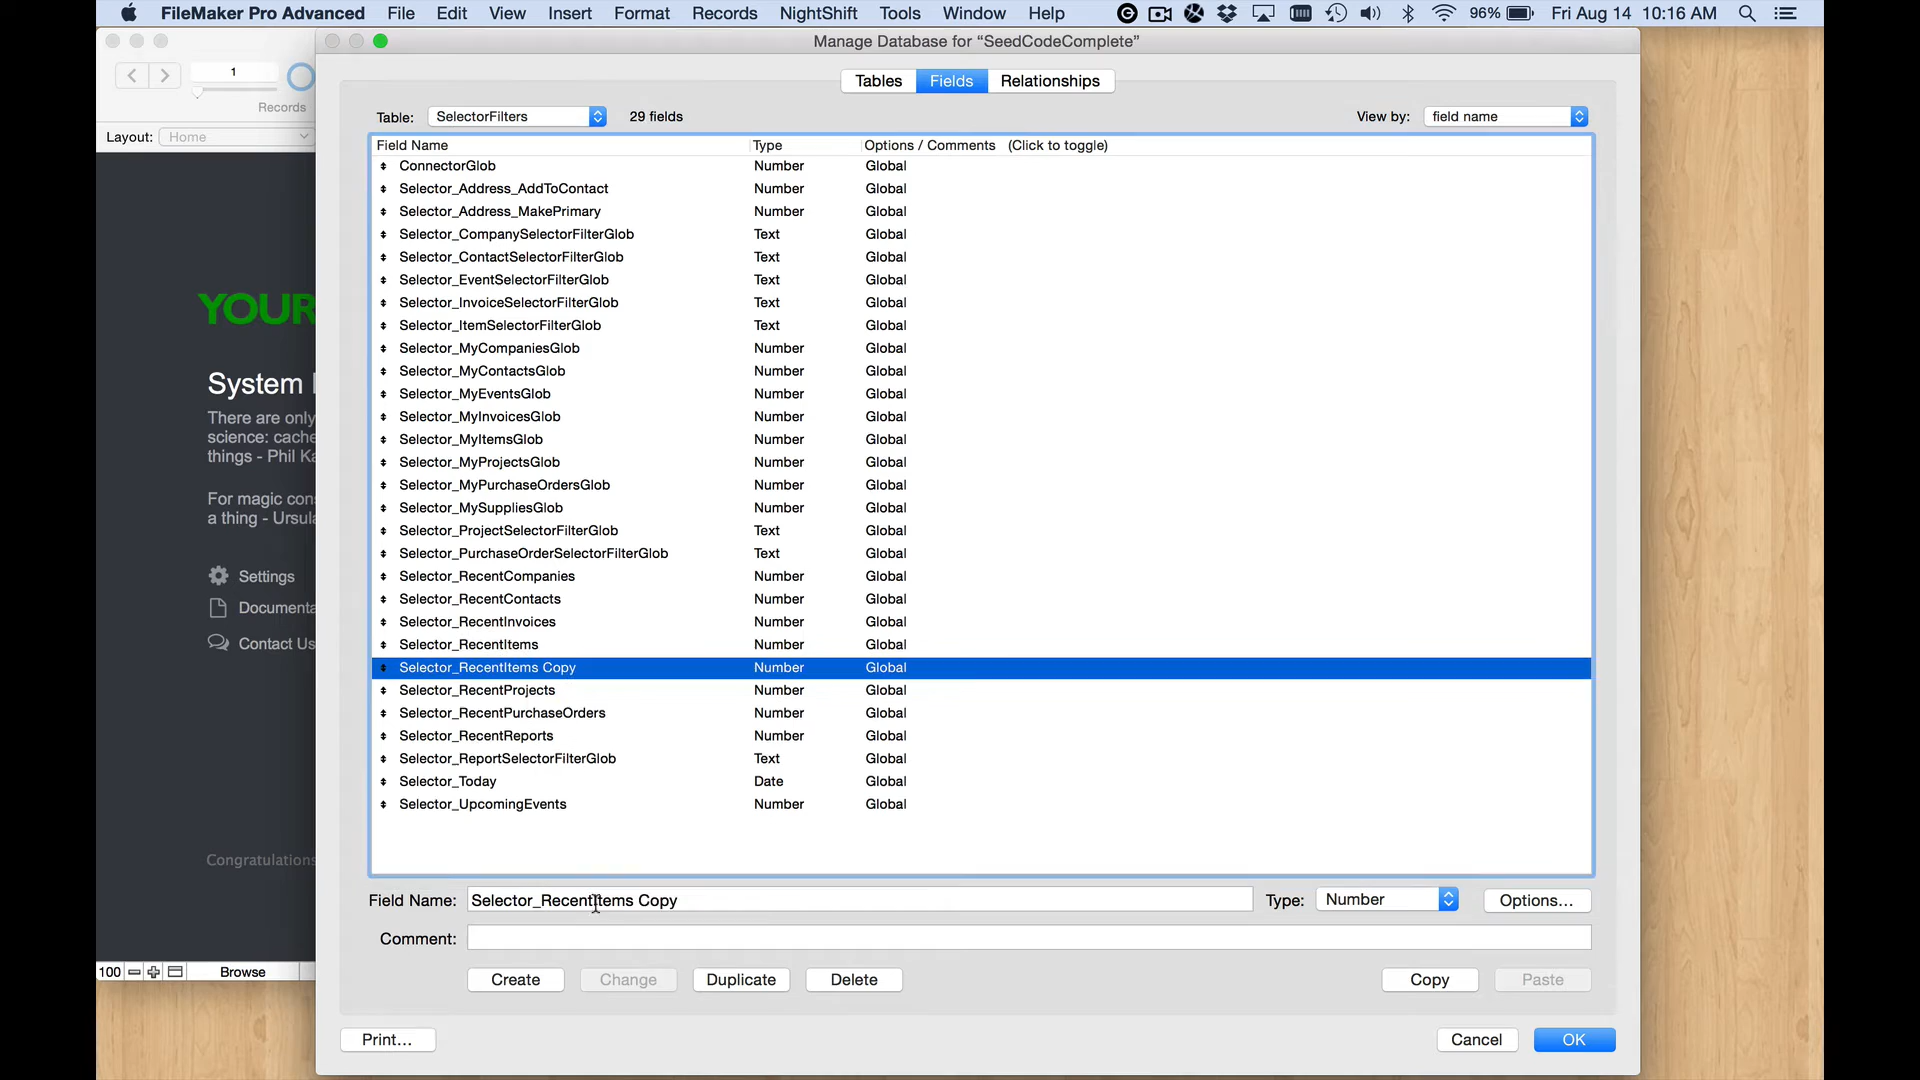 FileMaker Pro Advanced File Edit View Insert Format Records NightShift Tools Window Help 96% Fri Aug 14 10:16 AM
Manage Database for “SeedCodeComplete”
1
Records
Layout: Home
YOUR
System
There are only
science: cache
things - Phil Ka
For magic cons
a thing - Ursula
Settings
Documenta
Contact Us
Congratulations
100 Browse
Tables Fields Relationships
Table: SelectorFilters 29 fields View by: field name
Field Name Type Options / Comments (Click to toggle)
ConnectorGlob Number Global
Selector_Address_AddToContact Number Global
Selector_Address_MakePrimary Number Global
Selector_CompanySelectorFilterGlob Text Global
Selector_ContactSelectorFilterGlob Text Global
Selector_EventSelectorFilterGlob Text Global
Selector_InvoiceSelectorFilterGlob Text Global
Selector_ItemSelectorFilterGlob Text Global
Selector_MyCompaniesGlob Number Global
Selector_MyContactsGlob Number Global
Selector_MyEventsGlob Number Global
Selector_MyInvoicesGlob Number Global
Selector_MyItemsGlob Number Global
Selector_MyProjectsGlob Number Global
Selector_MyPurchaseOrdersGlob Number Global
Selector_MySuppliesGlob Number Global
Selector_ProjectSelectorFilterGlob Text Global
Selector_PurchaseOrderSelectorFilterGlob Text Global
Selector_RecentCompanies Number Global
Selector_RecentContacts Number Global
Selector_RecentInvoices Number Global
Selector_RecentItems Number Global
Selector_RecentItems Copy Number Global
Selector_RecentProjects Number Global
Selector_RecentPurchaseOrders Number Global
Selector_RecentReports Number Global
Selector_ReportSelectorFilterGlob Text Global
Selector_Today Date Global
Selector_UpcomingEvents Number Global
Field Name: Selector_RecentItems Copy Type: Number Options...
Comment:
Create Change Duplicate Delete Copy Paste
Print... Cancel OK